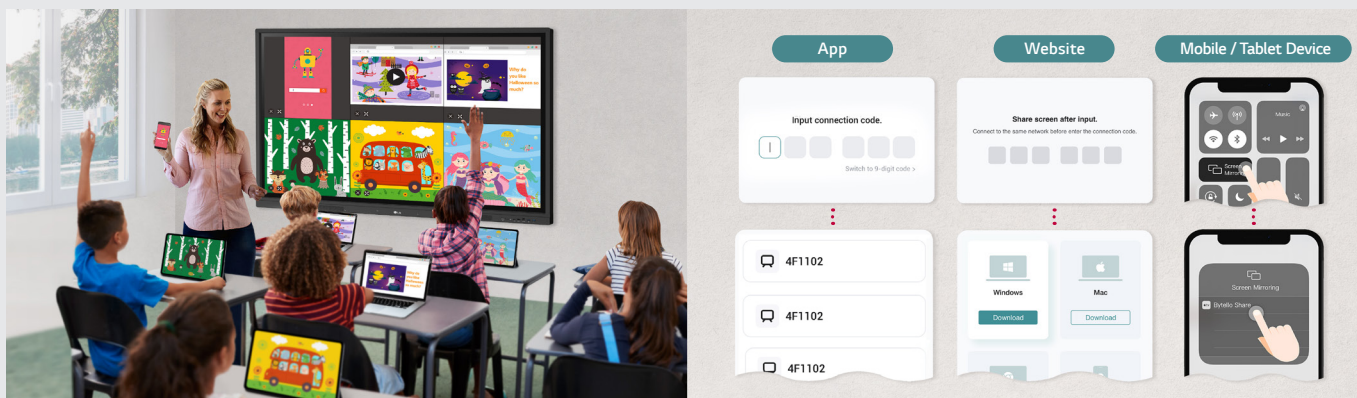 Why do
you like
Halloween so
much?
LG
App
Input connection code.
Switch to 9-digit code >
4F1102
4F1102
4F1102
Website
Share screen after input.
Connect to the same network before enter the connection code.
Windows
Download
Mac
Download
Mobile / Tablet Device
Music
Screen
Screen Mirroring
Bytello Share